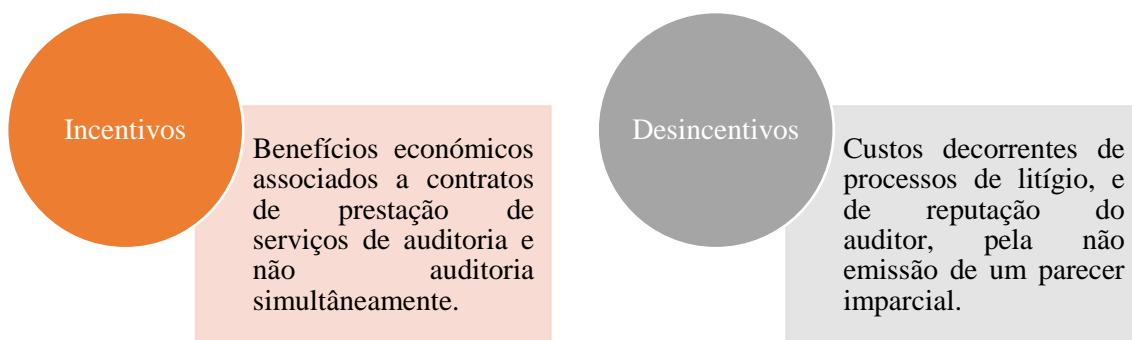 Incentivos
Benefícios económicos
associados a contratos
de prestação de
serviços de auditoria e
não auditoria
simultâneamente.
Desincentivos
Custos decorrentes de
processos de litígio, e
de reputação do
auditor, pela não
emissão de um parecer
imparcial.